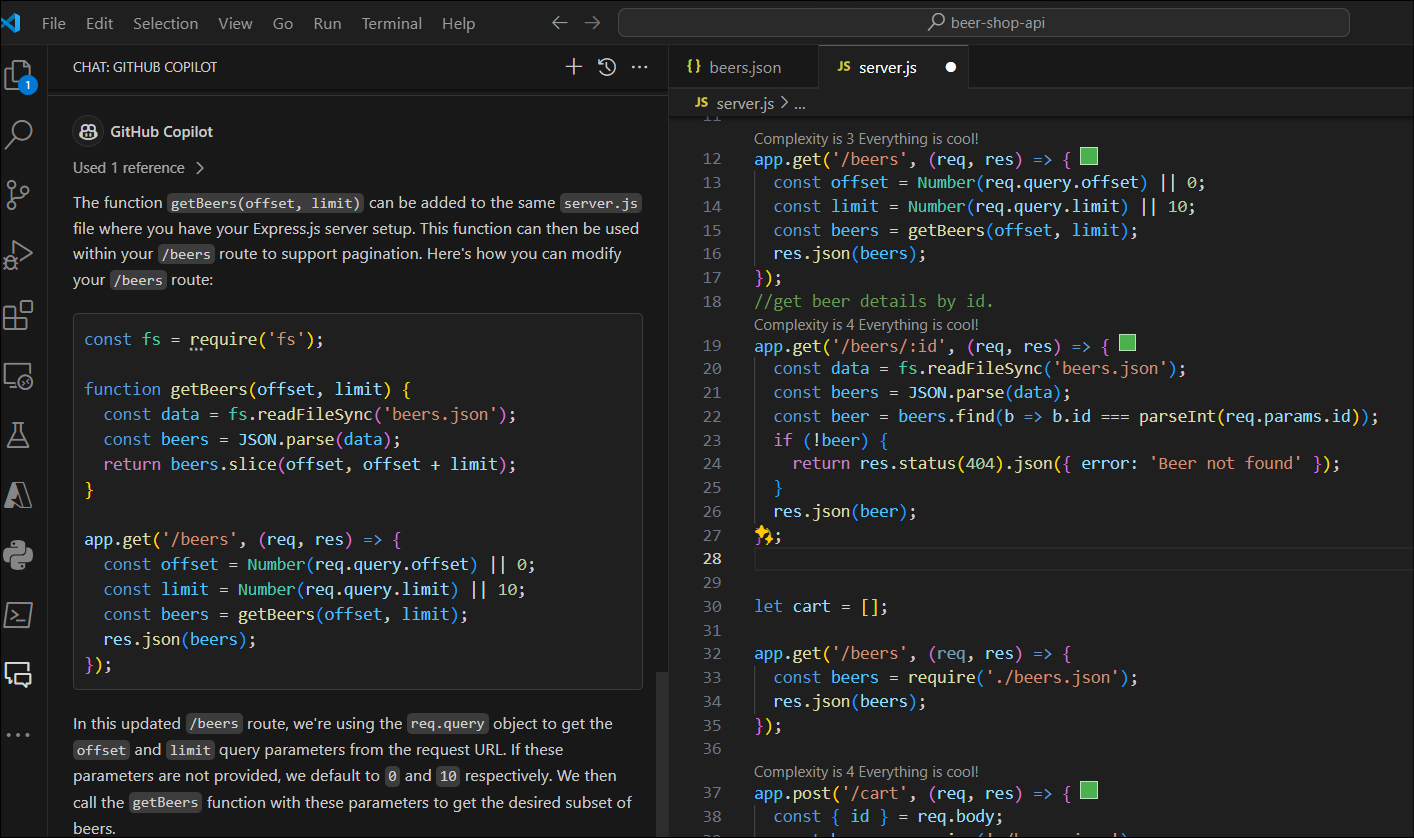 File Edit Selection View Go Run Terminal Help
beer-shop-api
CHAT: GITHUB COPILOT
1
GitHub Copilot
Used 1 reference
The function getBeers(offset, limit) can be added to the same server.js
file where you have your Express.js server setup. This function can then be used
within your /beers route to support pagination. Here's how you can modify
your /beers route:
const fs = require('fs');
function getBeers(offset, limit) {
  const data = fs.readFileSync('beers.json');
  const beers = JSON.parse(data);
  return beers.slice(offset, offset + limit);
}
app.get('/beers', (req, res) => {
  const offset = Number(req.query.offset) || 0;
  const limit = Number(req.query.limit) || 10;
  const beers = getBeers(offset, limit);
  res.json(beers);
});
In this updated /beers route, we're using the req.query object to get the
offset and limit query parameters from the request URL. If these
parameters are not provided, we default to 0 and 10 respectively. We then
call the getBeers function with these parameters to get the desired subset of
beers.
{} beers.json
JS server.js
JS server.js > ...
11
Complexity is 3 Everything is cool!
12 app.get('/beers', (req, res) => {
13   const offset = Number(req.query.offset) || 0;
14   const limit = Number(req.query.limit) || 10;
15   const beers = getBeers(offset, limit);
16   res.json(beers);
17 });
18 //get beer details by id.
Complexity is 4 Everything is cool!
19 app.get('/beers/:id', (req, res) => {
20   const data = fs.readFileSync('beers.json');
21   const beers = JSON.parse(data);
22   const beer = beers.find(b => b.id === parseInt(req.params.id));
23   if (!beer) {
24     return res.status(404).json({ error: 'Beer not found' });
25   }
26   res.json(beer);
27 });
28
29
30 let cart = [];
31
32 app.get('/beers', (req, res) => {
33   const beers = require('./beers.json');
34   res.json(beers);
35 });
36
Complexity is 4 Everything is cool!
37 app.post('/cart', (req, res) => {
38   const { id } = req.body;